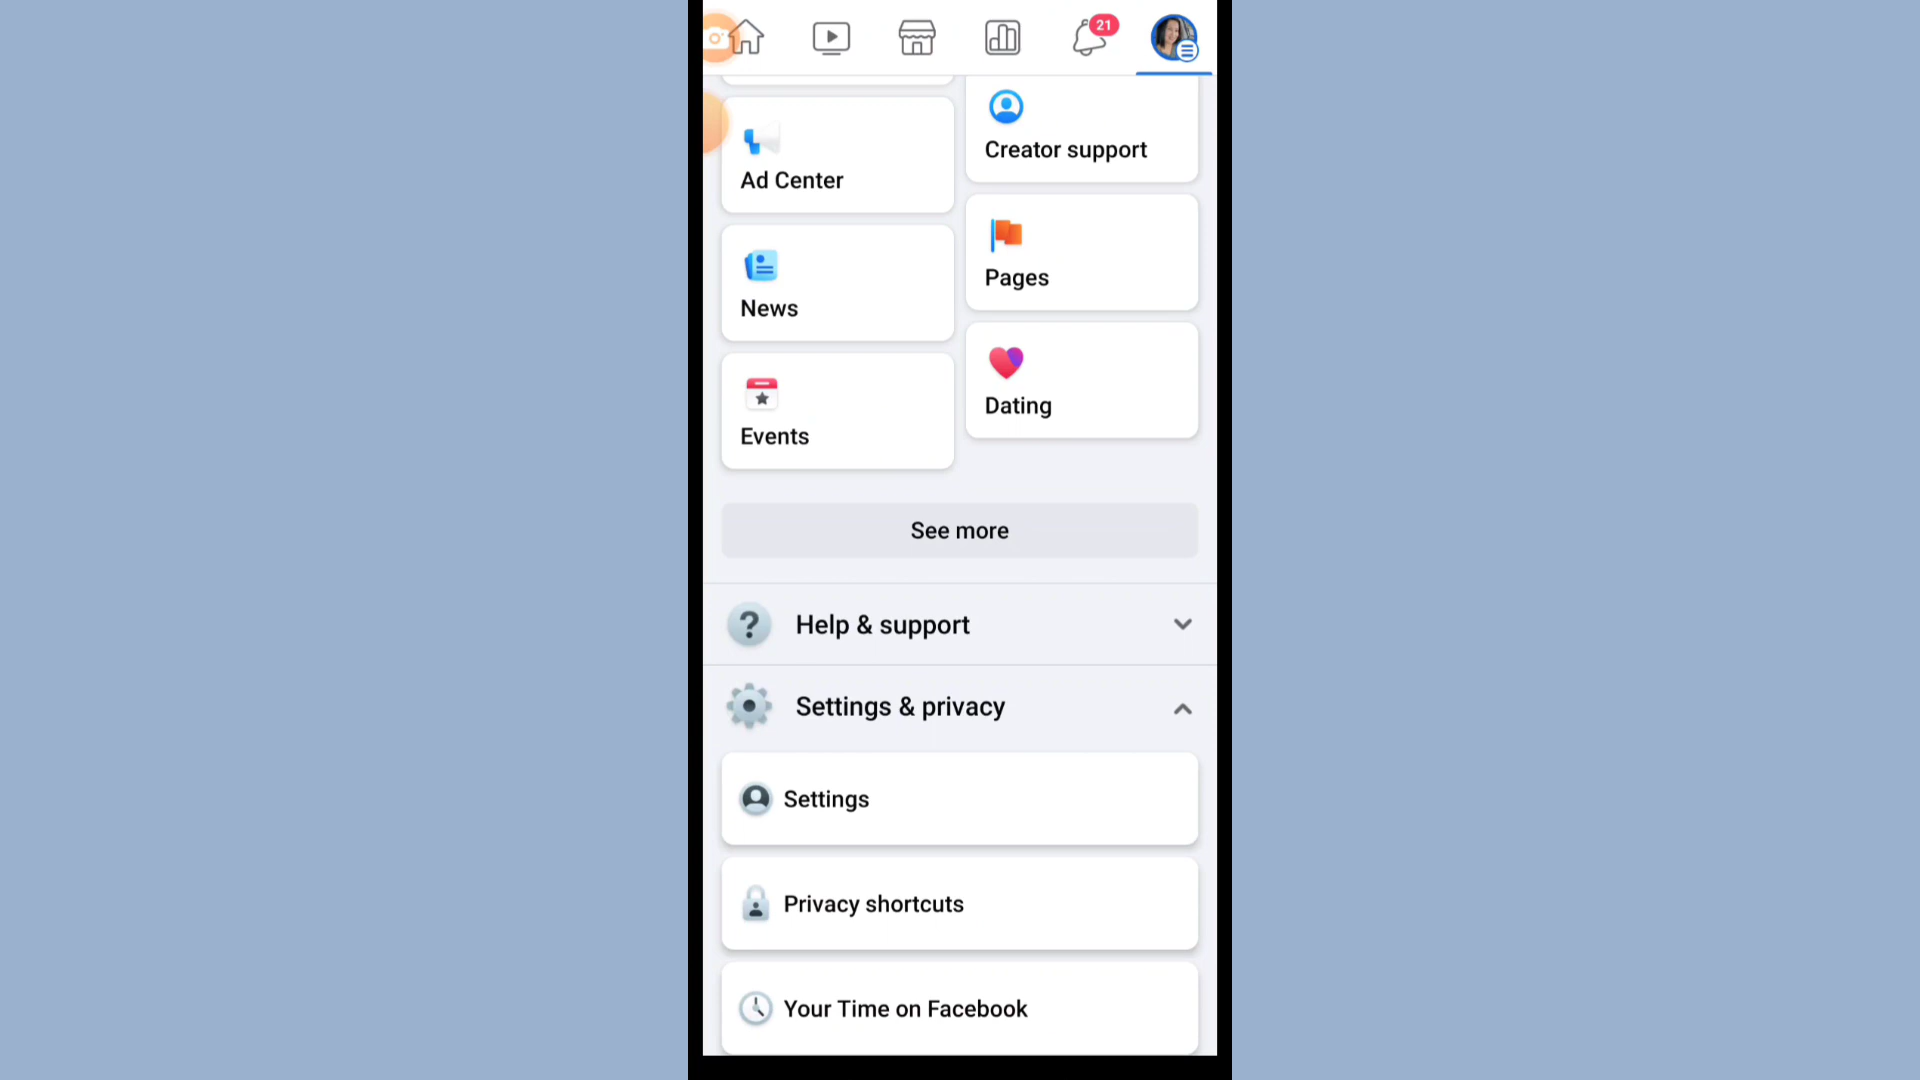 21
Creator support
Ad Center
Pages
News
Dating
Events
See more
?
Help & support
Settings & privacy
Settings
Privacy shortcuts
Your Time on Facebook